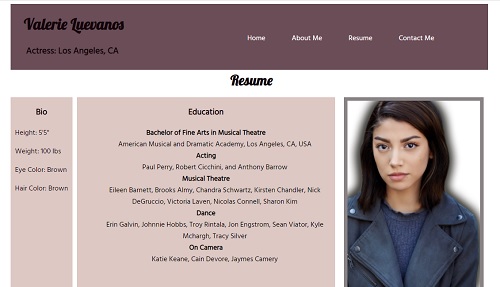 Valerie Luevanos
Actress: Los Angeles, CA
Home About Me Resume Contact Me
Resume
Bio
Height: 5'5"
Weight: 100 lbs
Eye Color: Brown
Hair Color: Brown
Education
Bachelor of Fine Arts in Musical Theatre
American Musical and Dramatic Academy, Los Angeles, CA, USA
Acting
Paul Perry, Robert Cicchini, and Anthony Barrow
Musical Theatre
Eileen Barnett, Brooks Almy, Chandra Schwartz, Kirsten Chandler, Nick
DeGruccio, Victoria Laven, Nicolas Connell, Sharon Kim
Dance
Erin Galvin, Johnnie Hobbs, Troy Rintala, Jon Engstrom, Sean Viator, Kyle
Mchargh, Tracy Silver
On Camera
Katie Keane, Cain Devore, Jaymes Camery